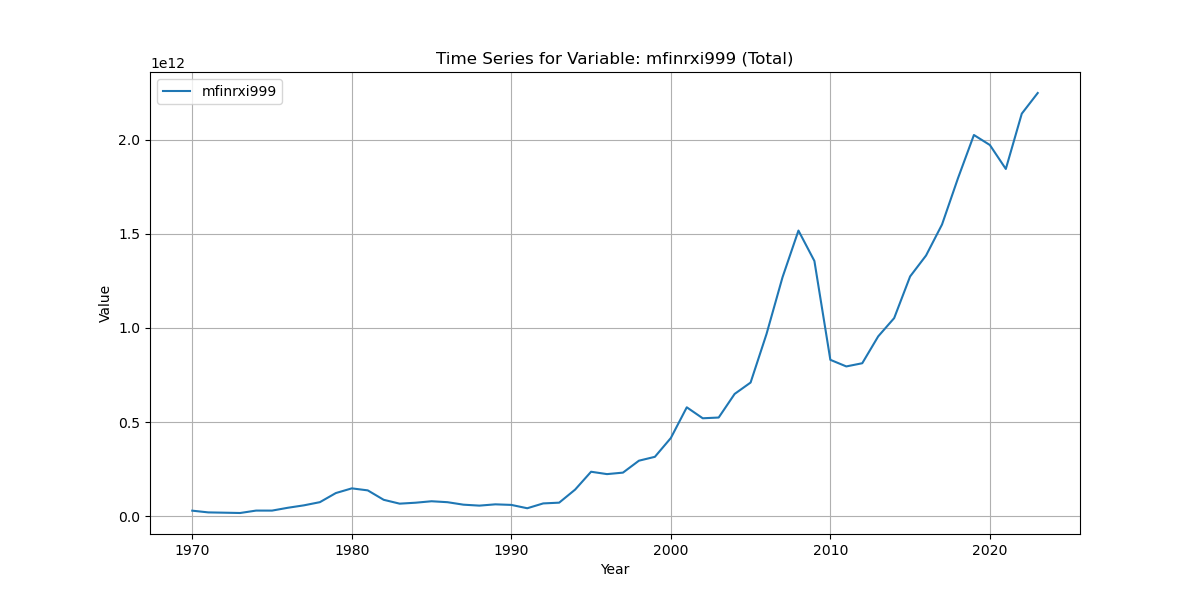 Time Series for Variable: mfinrxi999 (Total)
1e12
mfinrxi999
2.0
1.5
1.0
0.5
0.0
Value
1970 1980 1990 2000 2010 2020
Year